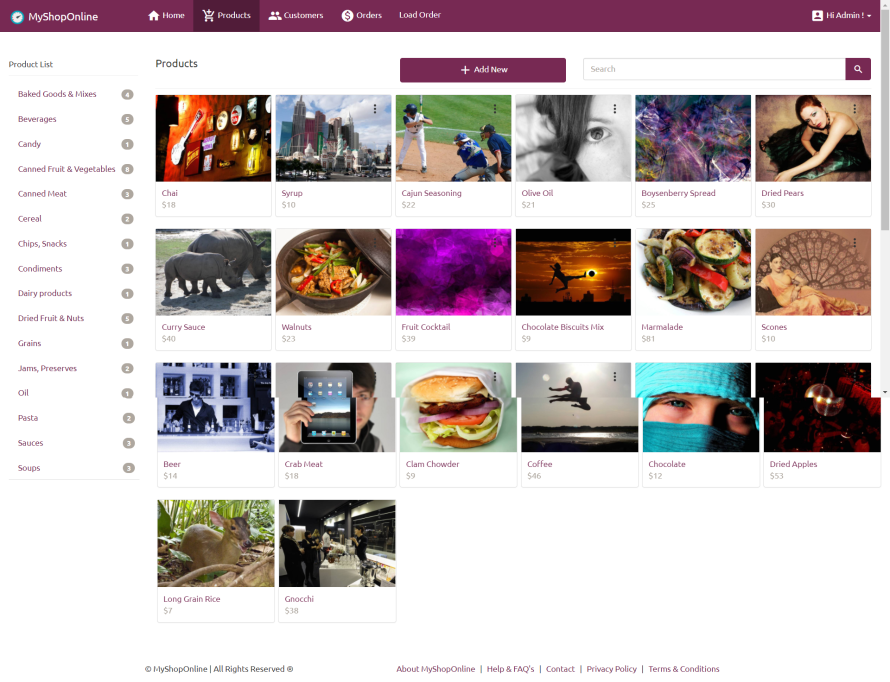 MyShopOnline
Home
Products
Customers
Orders
Load Order
Hi Admin !
Product List
Baked Goods & Mixes 4
Beverages 5
Candy 1
Canned Fruit & Vegetables 6
Canned Meat 3
Cereal 2
Chips, Snacks 1
Condiments 3
Dairy products 1
Dried Fruit & Nuts 5
Grains 1
Jams, Preserves 2
Oil 1
Pasta 2
Sauces 3
Soups 3
Products
Add New
Search
Chai
$18
Syrup
$10
Cajun Seasoning
$22
Olive Oil
$21
Boysenberry Spread
$25
Dried Pears
$30
Curry Sauce
$40
Walnuts
$23
Fruit Cocktail
$39
Chocolate Biscuits Mix
$9
Marmalade
$81
Scones
$10
Beer
$14
Crab Meat
$18
Clam Chowder
$9
Coffee
$46
Chocolate
$12
Dried Apples
$53
Long Grain Rice
$7
Gnocchi
$38
© MyShopOnline | All Rights Reserved ®
About MyShopOnline | Help & FAQ's | Contact | Privacy Policy | Terms & Conditions